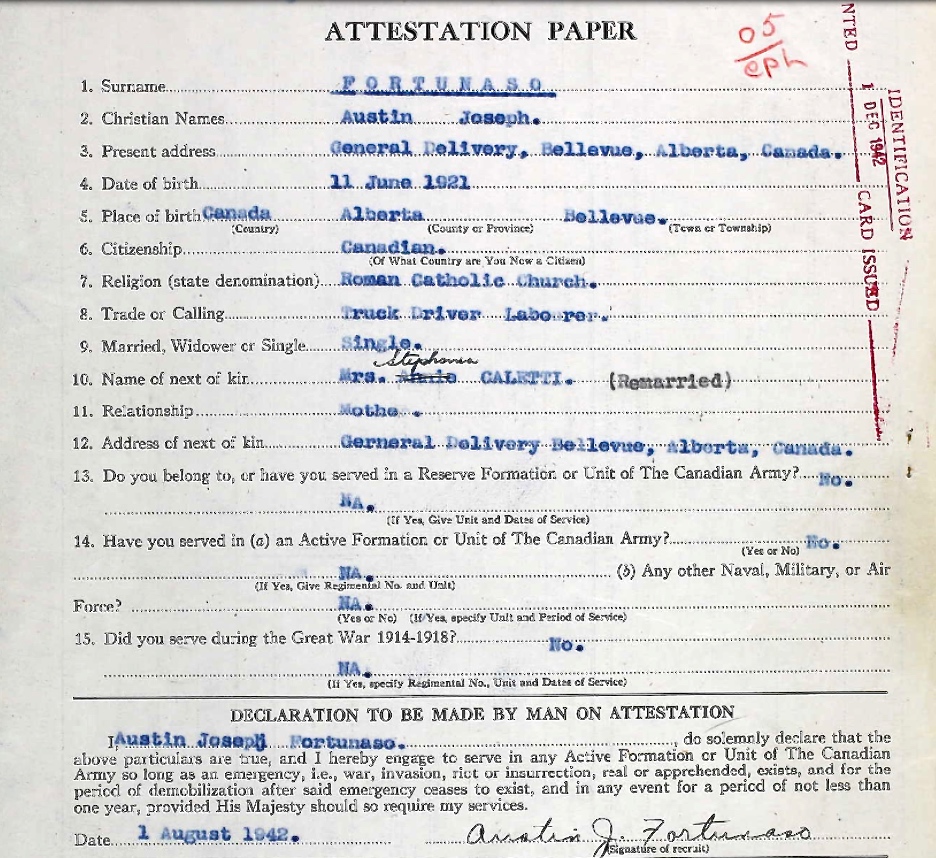 ATTESTATION PAPER
05/eph
1. Surname F O R T U N A S O
2. Christian Names Austin Joseph.
3. Present address General Delivery, Bellevue, Alberta, Canada.
4. Date of birth 11 June 1921
5. Place of birth Canada Alberta Bellevue.
(Country) (County or Province) (Town or Township)
6. Citizenship Canadian.
(Of What Country are You Now a Citizen)
7. Religion (state denomination) Roman Catholic Church.
8. Trade or Calling Truck Driver Labourer.
9. Married, Widower or Single Single.
Stephania
10. Name of next of kin Mrs. Annie CALETTI. (Remarried)
11. Relationship Mothe .
12. Address of next of kin Gerneral Delivery Bellevue, Alberta, Canada.
13. Do you belong to, or have you served in a Reserve Formation or Unit of The Canadian Army? No.
NA.
(If Yes, Give Unit and Dates of Service)
14. Have you served in (a) an Active Formation or Unit of The Canadian Army? No.
(Yes or No)
NA. (b) Any other Naval, Military, or Air
(If Yes, Give Regimental No. and Unit)
Force? NA.
(Yes or No) (If Yes, specify Unit and Period of Service)
15. Did you serve during the Great War 1914-1918? No.
NA.
(If Yes, specify Regimental No., Unit and Dates of Service)
DECLARATION TO BE MADE BY MAN ON ATTESTATION
I, Austin Joseph Fortunaso. , do solemnly declare that the
above particulars are true, and I hereby engage to serve in any Active Formation or Unit of The Canadian
Army so long as an emergency, i.e., war, invasion, riot or insurrection, real or apprehended, exists, and for the
period of demobilization after said emergency ceases to exist, and in any event for a period of not less than
one year, provided His Majesty should so require my services.
Date 1 August 1942. Austin J. Fortunaso
(Signature of recruit)
NTED 1 DEC 1942 CARD ISSUED
IDENTIFICATION